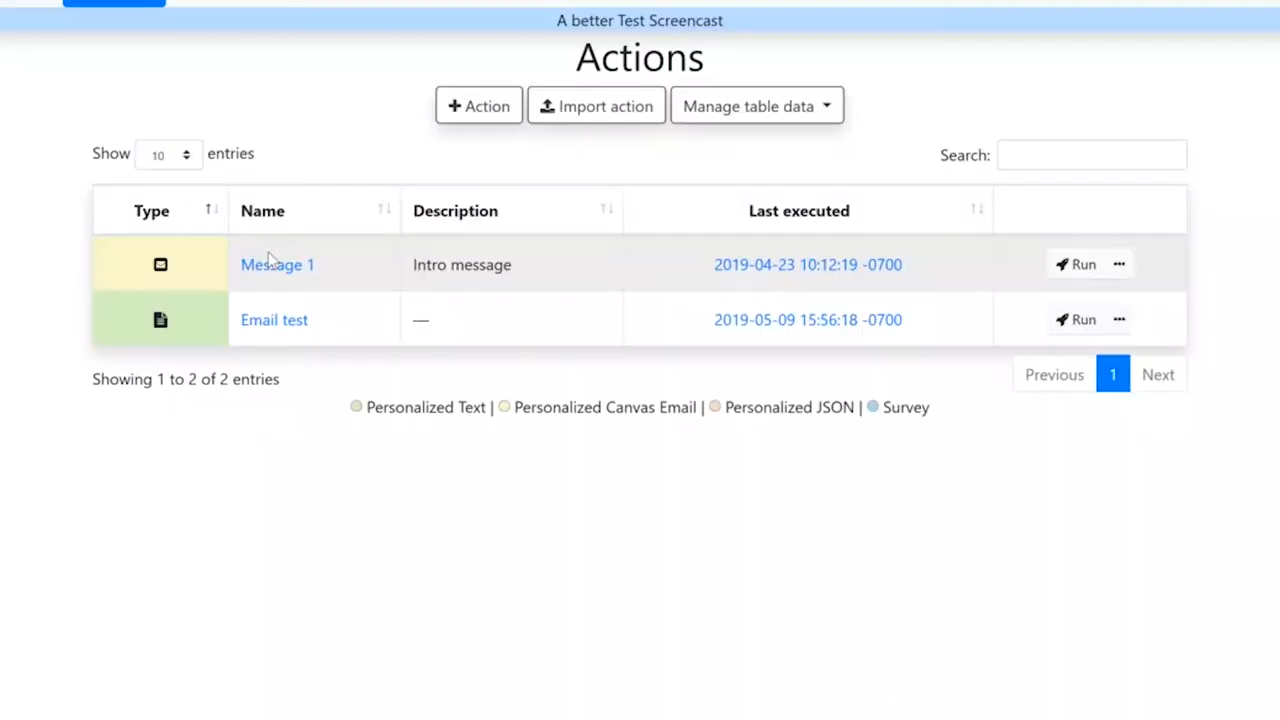 A better Test Screencast
Actions
Action Import action Manage table data
Show 10 entries Search:
Type Name Description Last executed
Message 1 Intro message 2019-04-23 10:12:19 -0700 Run
Email test — 2019-05-09 15:56:18 -0700 Run
Showing 1 to 2 of 2 entries Previous 1 Next
Personalized Text | Personalized Canvas Email | Personalized JSON | Survey